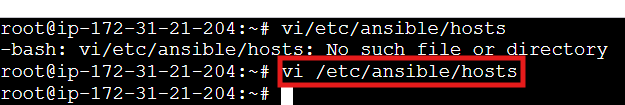 root@ip-172-31-21-204:~# vi/etc/ansible/hosts
-bash: vi/etc/ansible/hosts: No such file or directory
root@ip-172-31-21-204:~# vi /etc/ansible/hosts
root@ip-172-31-21-204:~#